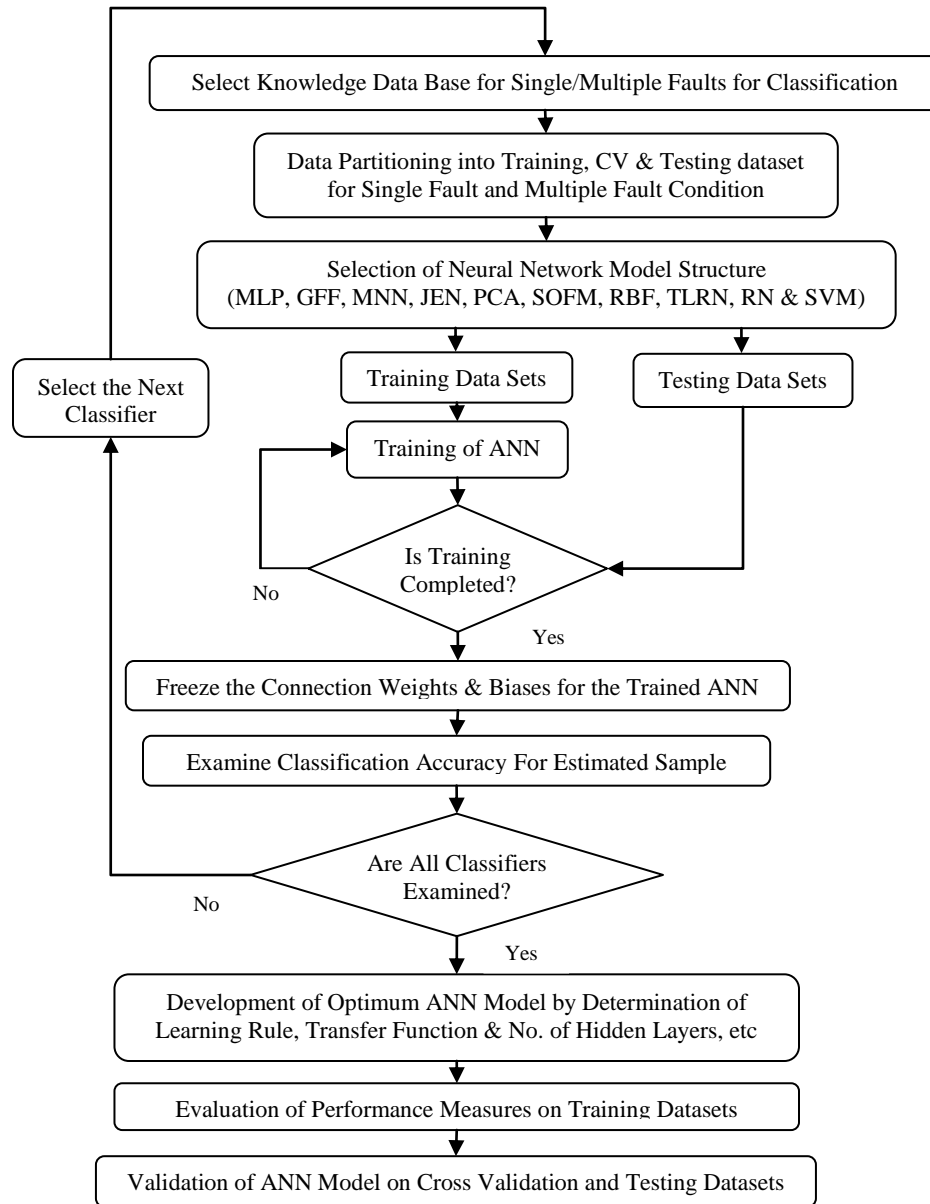 Select Knowledge Data Base for Single/Multiple Faults for Classification
Data Partitioning into Training, CV & Testing dataset
for Single Fault and Multiple Fault Condition
Selection of Neural Network Model Structure
(MLP, GFF, MNN, JEN, PCA, SOFM, RBF, TLRN, RN & SVM)
Select the Next
Classifier
Training Data Sets
Testing Data Sets
Training of ANN
Is Training
Completed?
No
Yes
Freeze the Connection Weights & Biases for the Trained ANN
Examine Classification Accuracy For Estimated Sample
Are All Classifiers
Examined?
No
Yes
Development of Optimum ANN Model by Determination of
Learning Rule, Transfer Function & No. of Hidden Layers, etc
Evaluation of Performance Measures on Training Datasets
Validation of ANN Model on Cross Validation and Testing Datasets